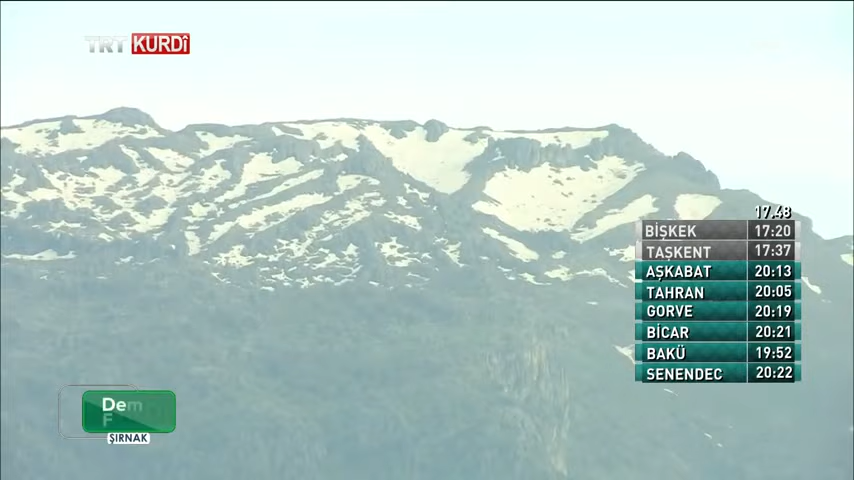 TRT KURDÎ
17.48
BİŞKEK 17:20
TAŞKENT 17:37
AŞKABAT 20:13
TAHRAN 20:05
GORVE 20:19
BİCAR 20:21
BAKÜ 19:52
SENENDEC 20:22
Dem
F
ŞIRNAK